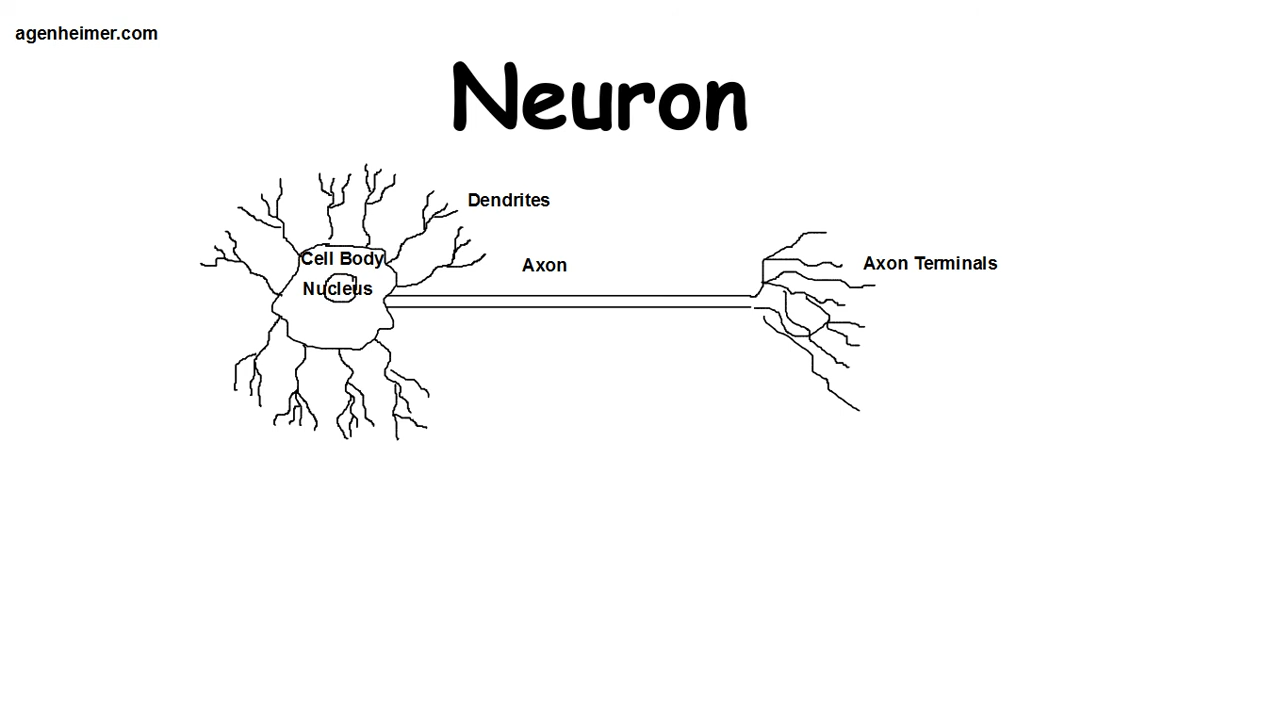 agenheimer.com
Neuron
Dendrites
Cell Body
Axon
Axon Terminals
Nucleus